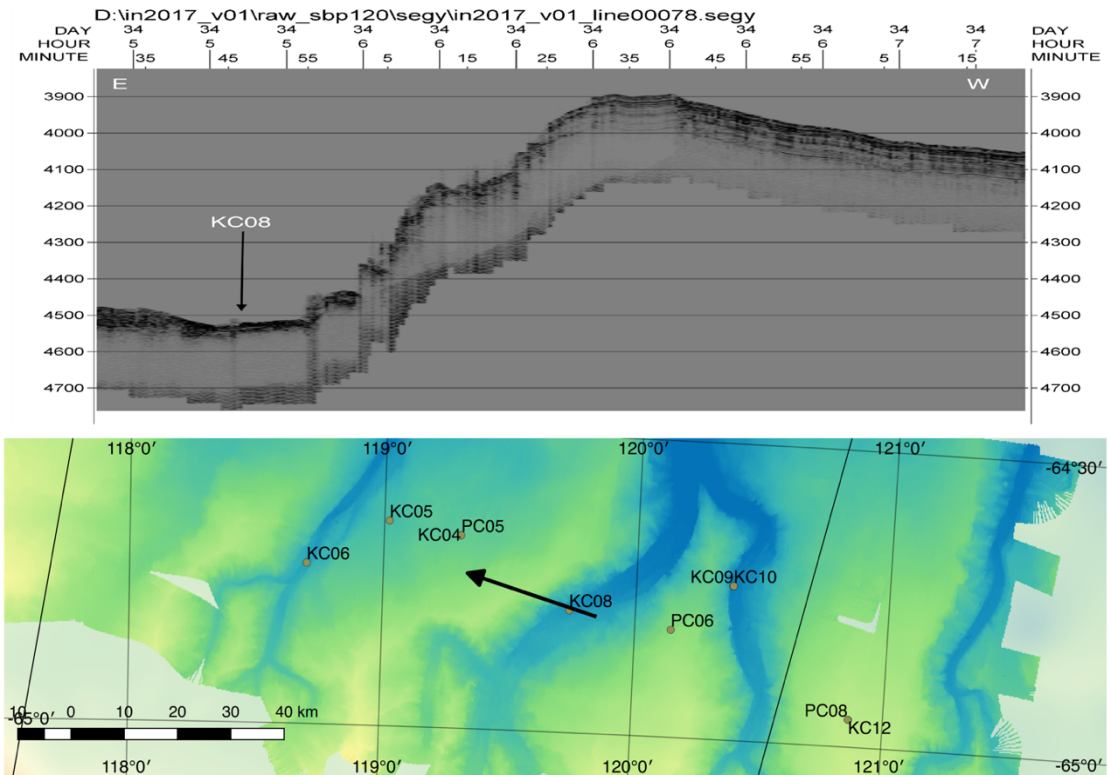 D:\in2017_v01\raw_sbp120\segy\in2017_v01_line00078.segy
DAY 34 34 34 34 34 34 34 34 34 34 34 34 DAY
HOUR 5 5 5 6 6 6 6 6 6 6 7 7 HOUR
MINUTE 35 45 55 5 15 25 35 45 55 5 15 MINUTE
E W
3900 3900
4000 4000
4100 4100
4200 4200
KC08
4300 4300
4400 4400
4500 4500
4600 4600
4700 4700
118°0′ 119°0′ 120°0′ 121°0′
-64°30′
KC05
KC04 PC05
KC06
KC09KC10
KC08
PC06
PC08
KC12
10 0 10 20 30 40 km
-65°0′
-65°0′
118°0′ 119°0′ 120°0′ 121°0′